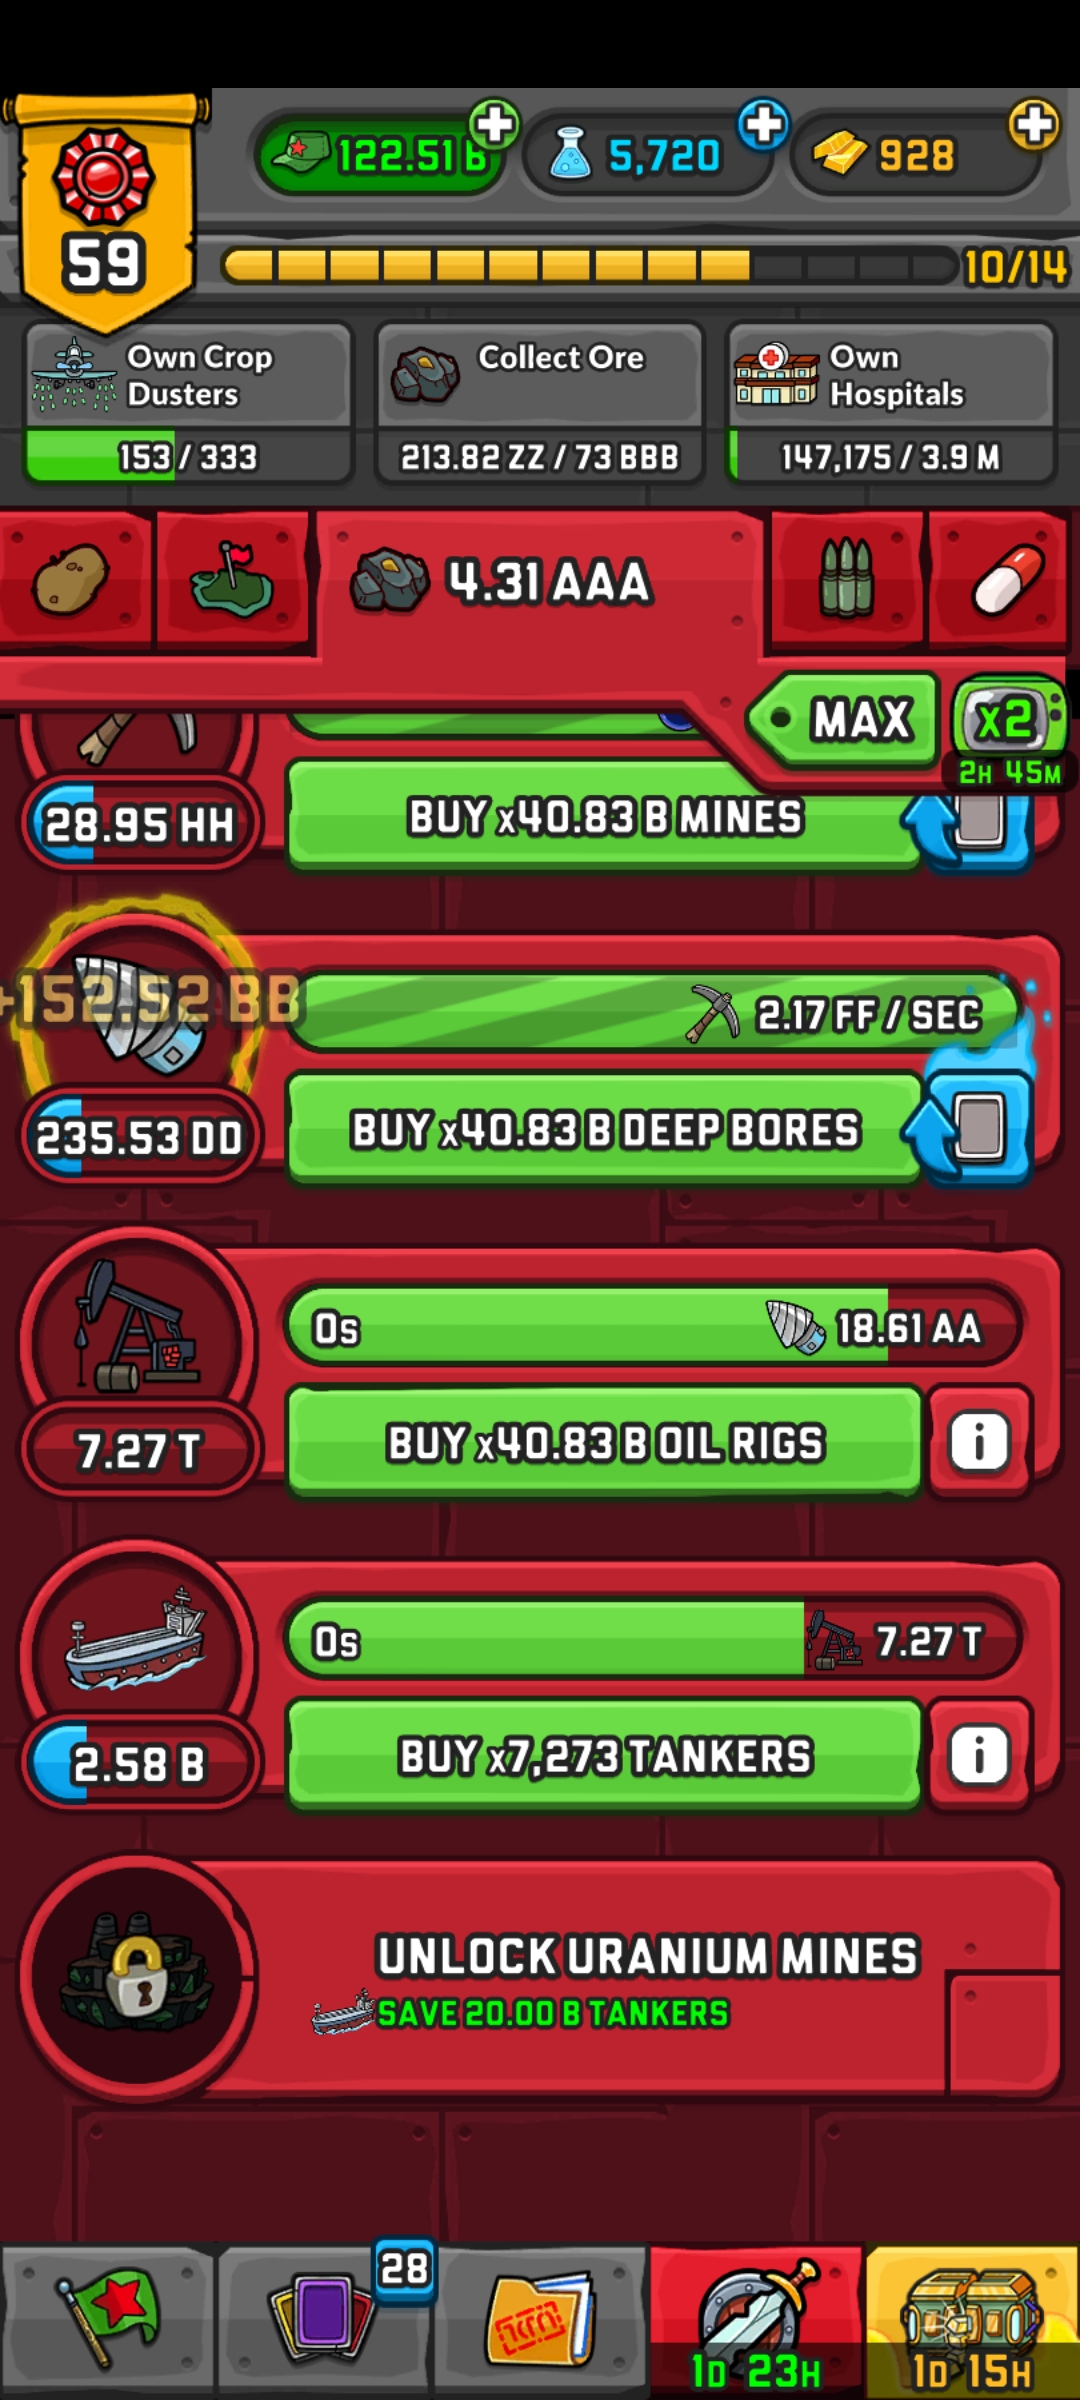 122.51 B
5,720
928
59
10/14
Own Crop
Dusters
153 / 333
Collect Ore
213.82 ZZ / 73 BBB
Own
Hospitals
147,175 / 3.9 M
4.31 AAA
MAX
x2
2H 45M
28.95 HH
BUY x40.83 B MINES
+152.52 BB
2.17 FF / SEC
235.53 DD
BUY x40.83 B DEEP BORES
0s
18.61 AA
7.27 T
BUY x40.83 B OIL RIGS
i
0s
7.27 T
2.58 B
BUY x7,273 TANKERS
i
UNLOCK URANIUM MINES
SAVE 20.00 B TANKERS
28
1D 23H
1D 15H